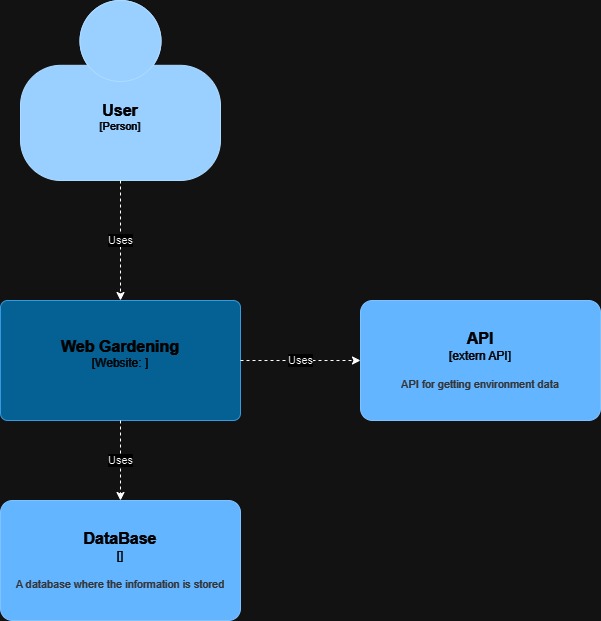 User
[Person]
Uses
Web Gardening
[Website: ]
Uses
API
[extern API]
API for getting environment data
Uses
DataBase
[]
A database where the information is stored